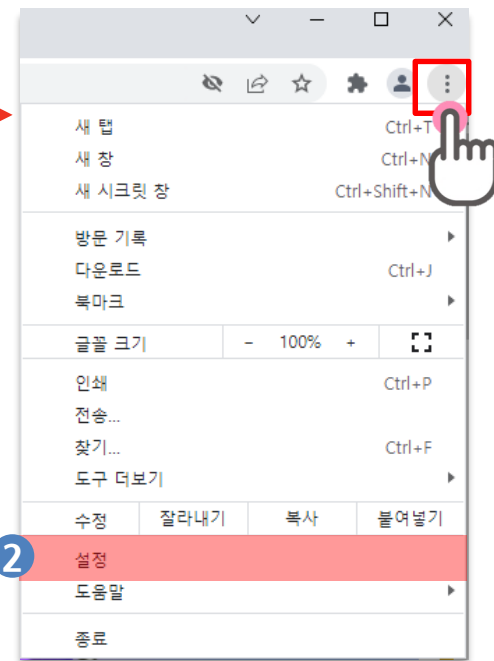 새 탭 Ctrl+T
새 창 Ctrl+N
새 시크릿 창 Ctrl+Shift+N
방문 기록
다운로드 Ctrl+J
북마크
글꼴 크기 - 100% +
인쇄 Ctrl+P
전송...
찾기... Ctrl+F
도구 더보기
수정 잘라내기 복사 붙여넣기
2 설정
도움말
종료